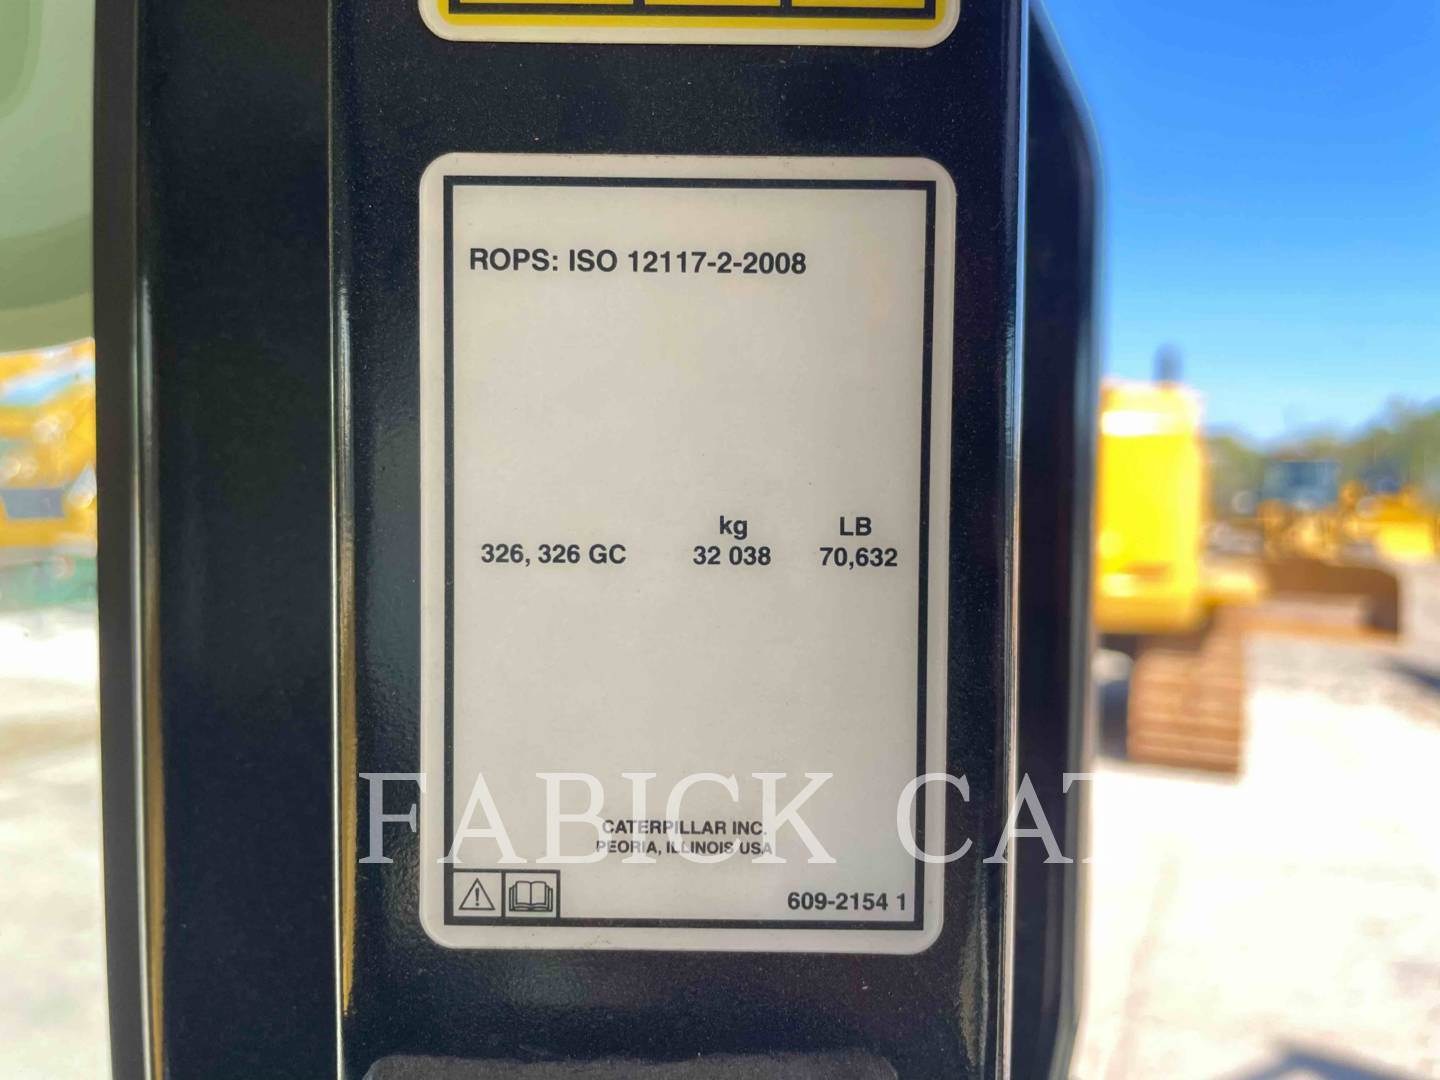 ROPS: ISO 12117-2-2008
kg LB
326, 326 GC 32 038 70,632
CATERPILLAR INC.
PEORIA, ILLINOIS USA
FABICK CAT
609-2154 1